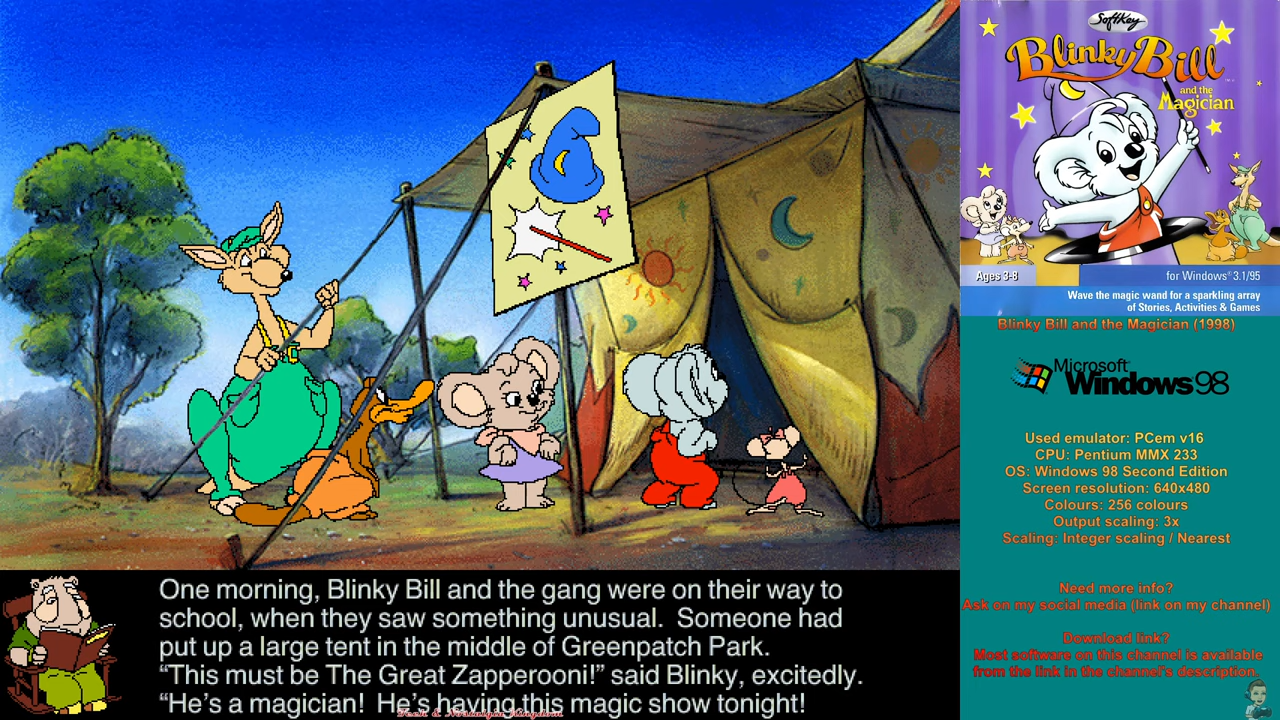 One morning, Blinky Bill and the gang were on their way to
school, when they saw something unusual.  Someone had
put up a large tent in the middle of Greenpatch Park.
“This must be The Great Zapperooni!” said Blinky, excitedly.
“He’s a magician!  He’s having this magic show tonight!
Geek & Nostalgia Kingdom
SoftKey
Blinky Bill
and the
Magician
Ages 3-8
for Windows® 3.1/95
Wave the magic wand for a sparkling array
of Stories, Activities & Games
Blinky Bill and the Magician (1998)
Microsoft®
Windows98
Used emulator: PCem v16
CPU: Pentium MMX 233
OS: Windows 98 Second Edition
Screen resolution: 640x480
Colours: 256 colours
Output scaling: 3x
Scaling: Integer scaling / Nearest
Need more info?
Ask on my social media (link on my channel)
Download link?
Most software on this channel is available
from the link in the channel's description.